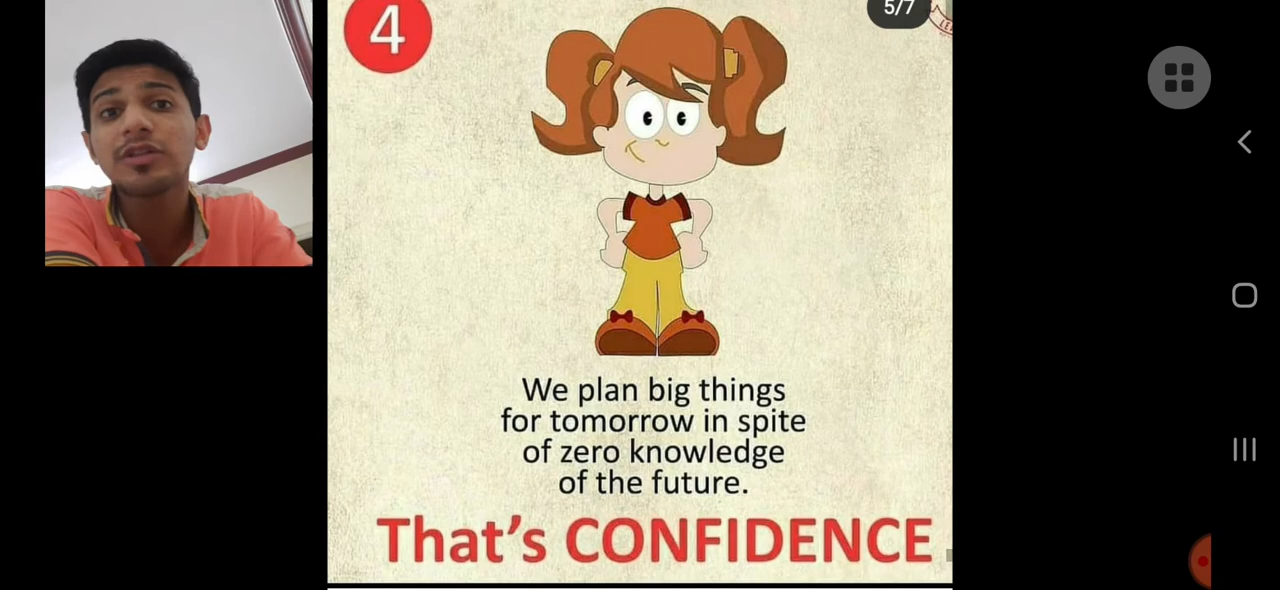 4
5/7
We plan big things
for tomorrow in spite
of zero knowledge
of the future.
That's CONFIDENCE